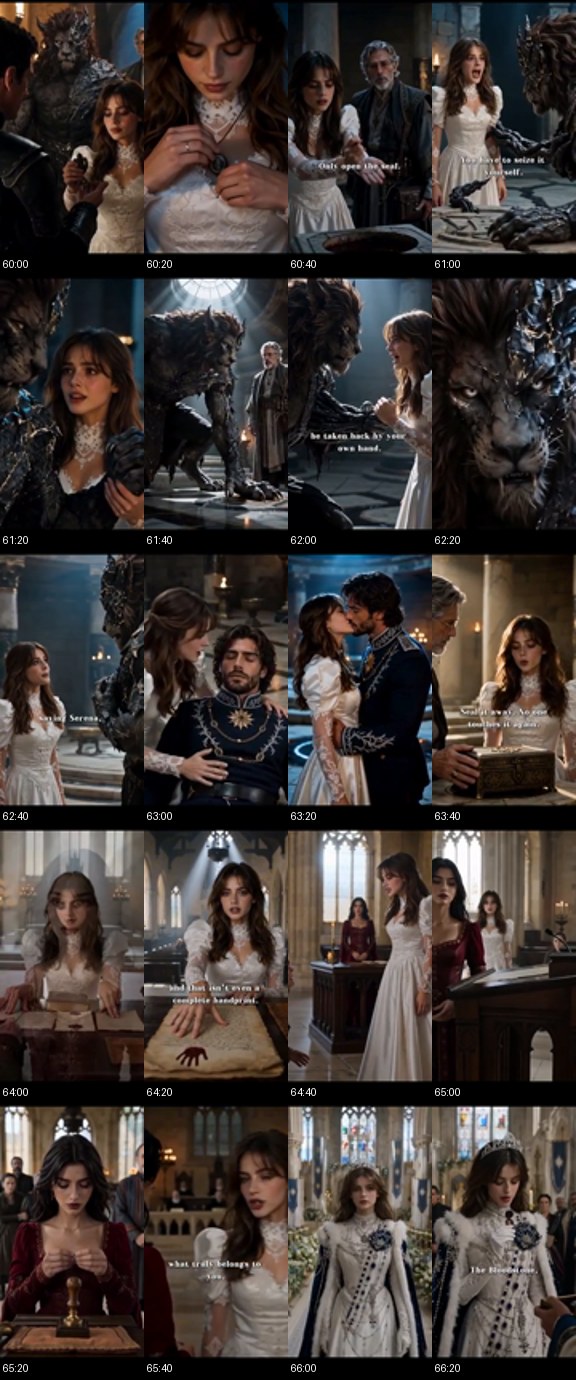 Only open the seal.
You have to seize it
yourself.
60:00
60:20
60:40
61:00
be taken back by your
own hand.
61:20
61:40
62:00
62:20
saving Serena.
Seal it away. No one
touches it again.
62:40
63:00
63:20
63:40
and that isn't even a
complete handprint.
64:00
64:20
64:40
65:00
what truly belongs to
you,
The Bloodstone,
65:20
65:40
66:00
66:20